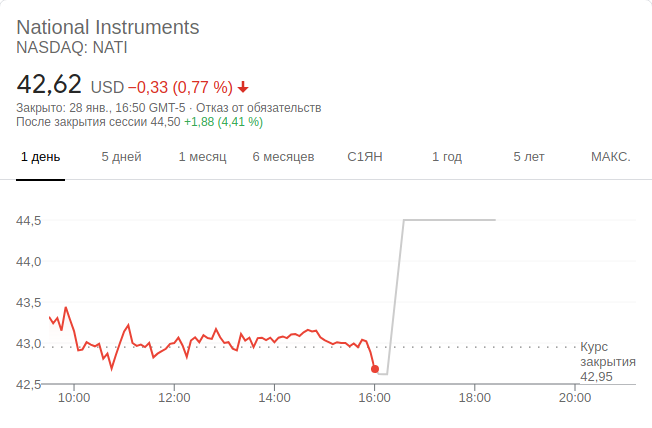 National Instruments
NASDAQ: NATI
42,62 USD −0,33 (0,77 %)
Закрыто: 28 янв., 16:50 GMT-5 · Отказ от обязательств
После закрытия сессии 44,50 +1,88 (4,41 %)
1 день 5 дней 1 месяц 6 месяцев С1ЯН 1 год 5 лет МАКС.
44,5
44,0
43,5
43,0
42,5
Курс
закрытия
42,95
10:00 12:00 14:00 16:00 18:00 20:00